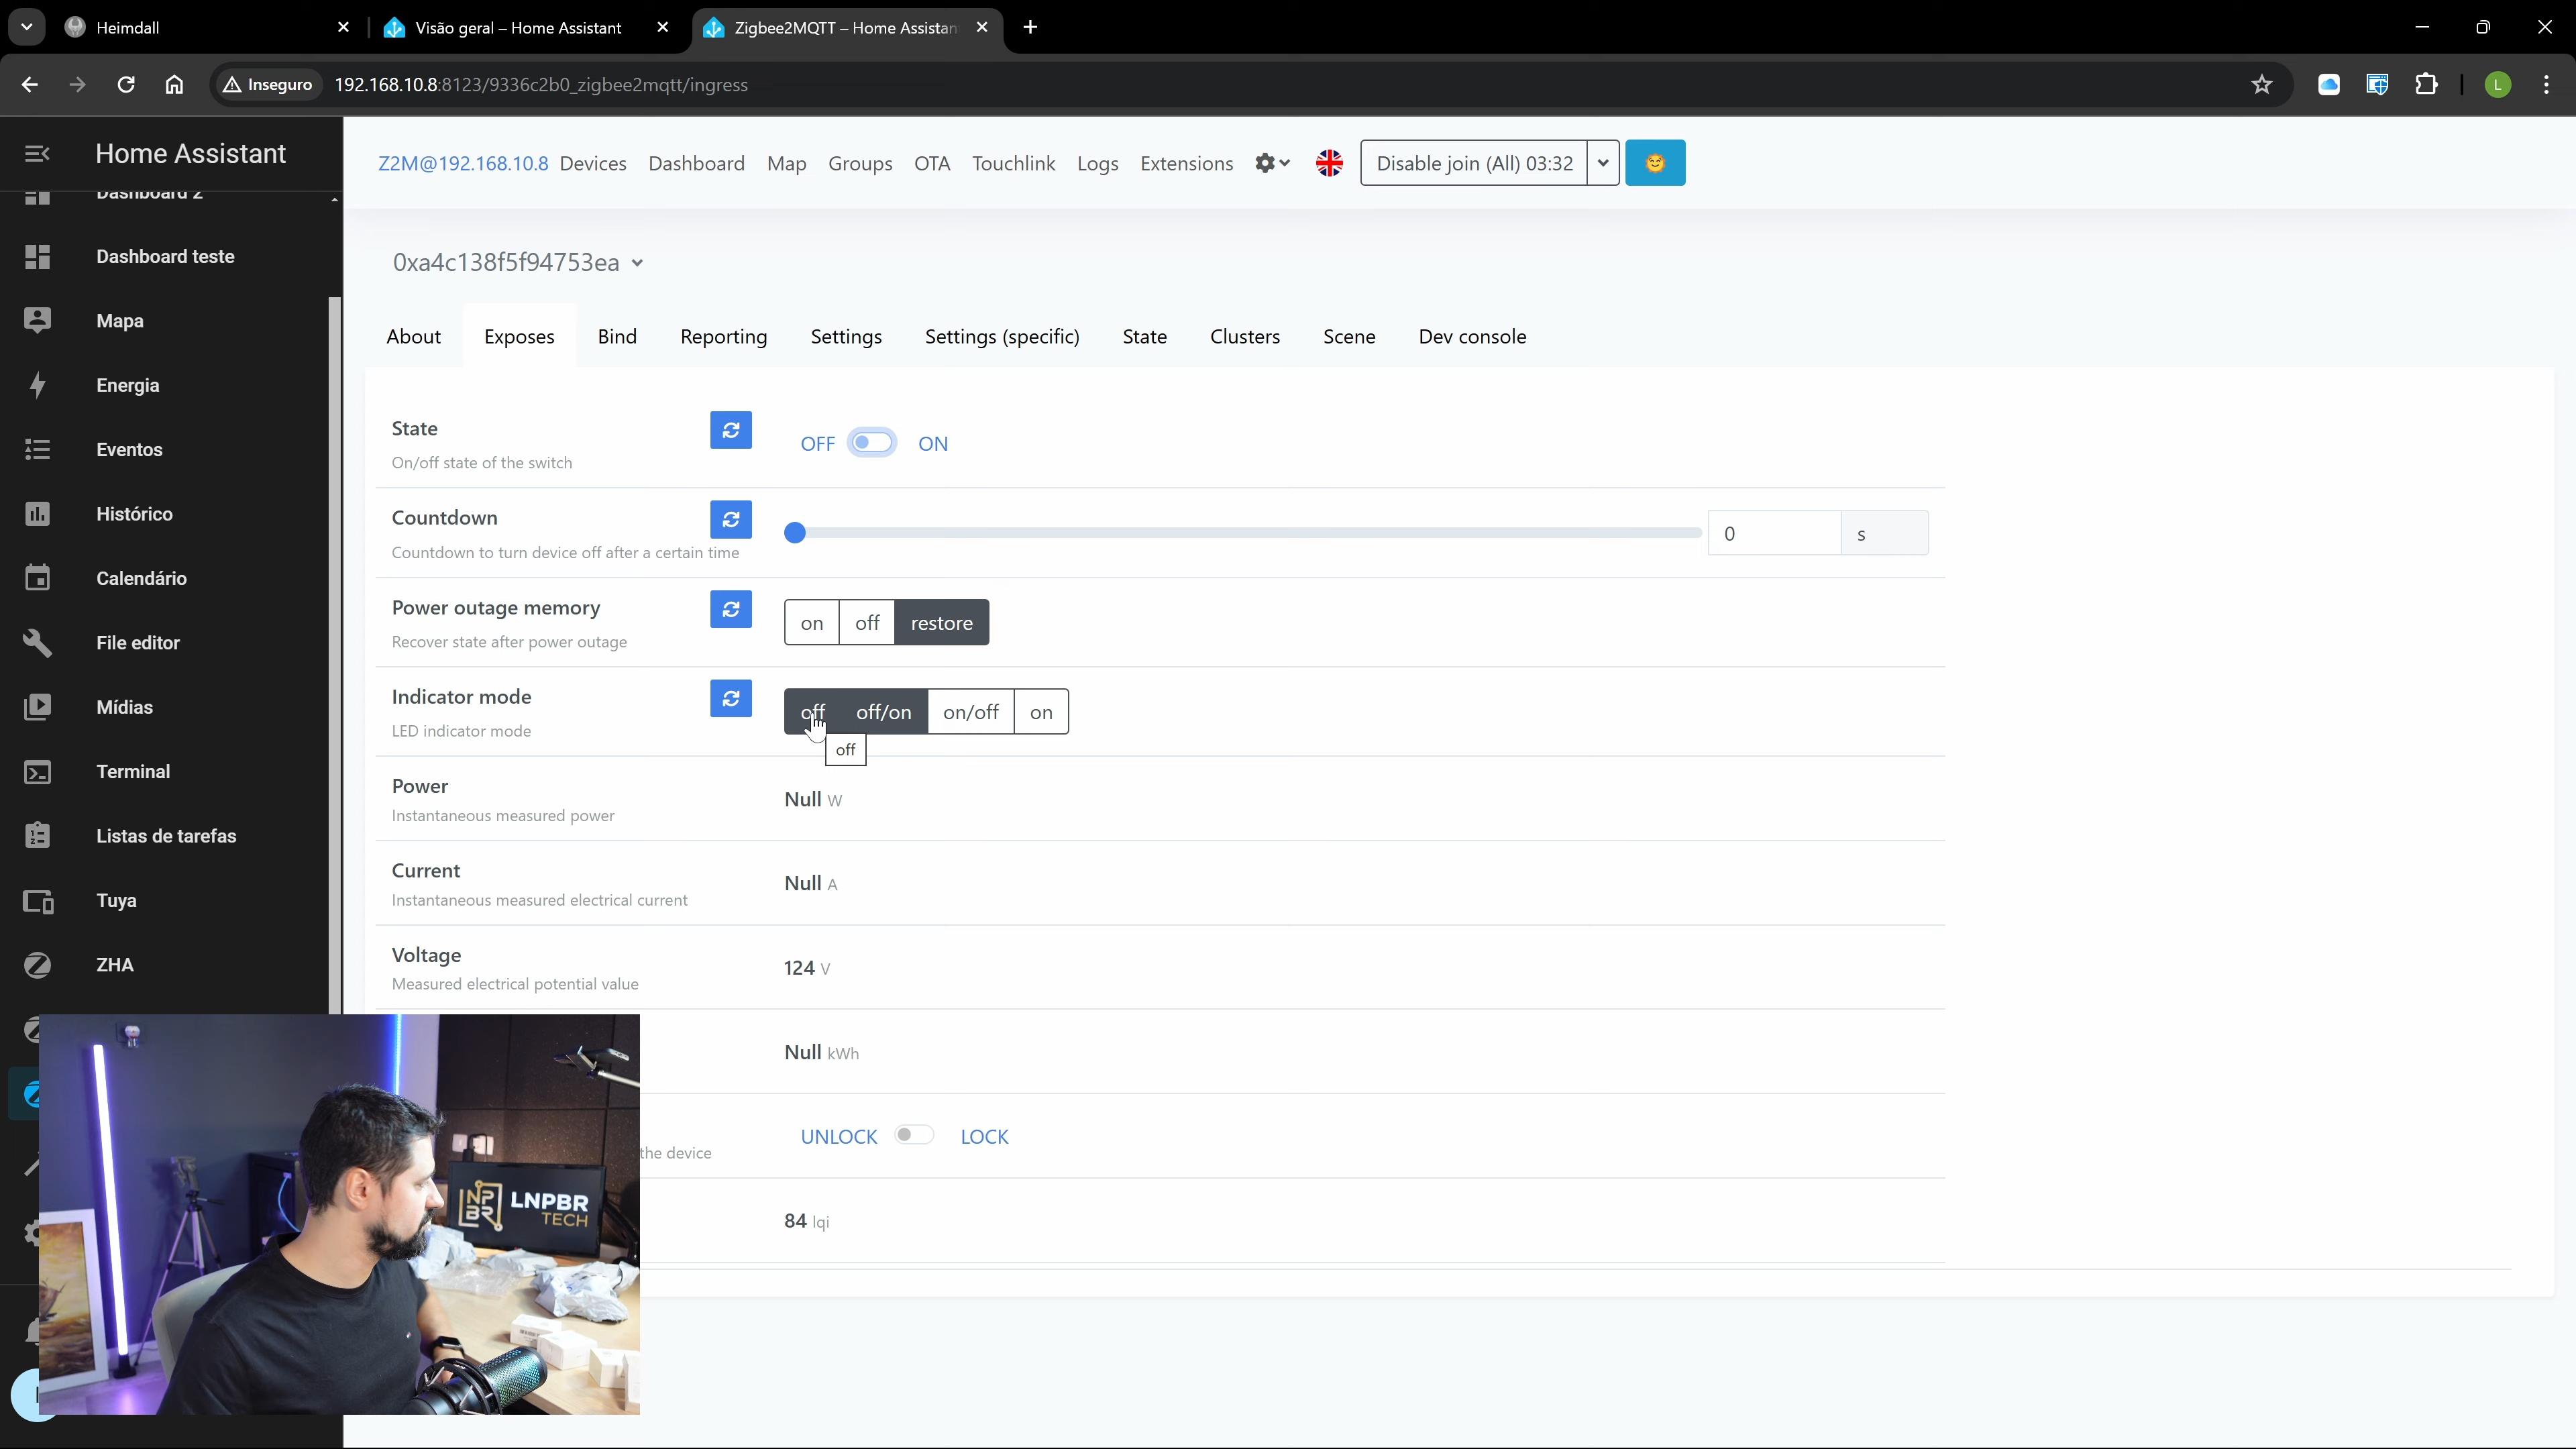 Heimdall
Visão geral – Home Assistant
Zigbee2MQTT – Home Assistan
Inseguro
192.168.10.8:8123/9336c2b0_zigbee2mqtt/ingress
L
Home Assistant
Dashboard 2
Dashboard teste
Mapa
Energia
Eventos
Histórico
Calendário
File editor
Mídias
Terminal
Listas de tarefas
Tuya
ZHA
Z2M@192.168.10.8 Devices Dashboard Map Groups OTA Touchlink Logs Extensions
Disable join (All) 03:32
0xa4c138f5f94753ea
About Exposes Bind Reporting Settings Settings (specific) State Clusters Scene Dev console
State
On/off state of the switch
OFF ON
Countdown
Countdown to turn device off after a certain time
0 s
Power outage memory
Recover state after power outage
on off restore
Indicator mode
LED indicator mode
off off/on on/off on
off
Power
Instantaneous measured power
Null W
Current
Instantaneous measured electrical current
Null A
Voltage
Measured electrical potential value
124 V
Null kWh
UNLOCK LOCK
the device
84 lqi
LNPBR
TECH